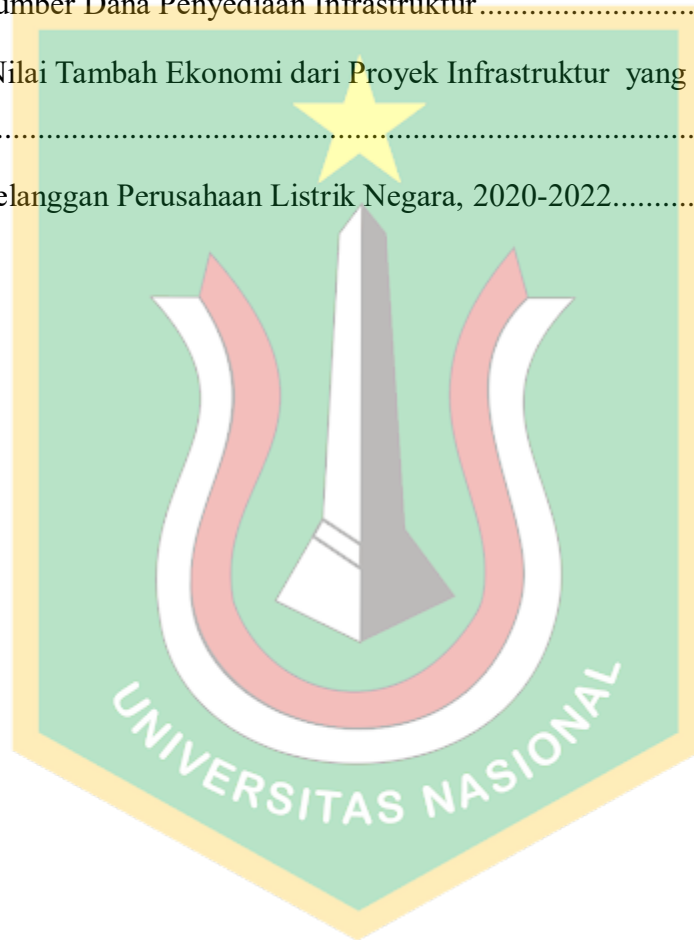 umber Dana Penyediaan Infrastruktur.............................
Nilai Tambah Ekonomi dari Proyek Infrastruktur yang
.................................................................................................
elanggan Perusahaan Listrik Negara, 2020-2022..........
UNIVERSITAS NASIONAL